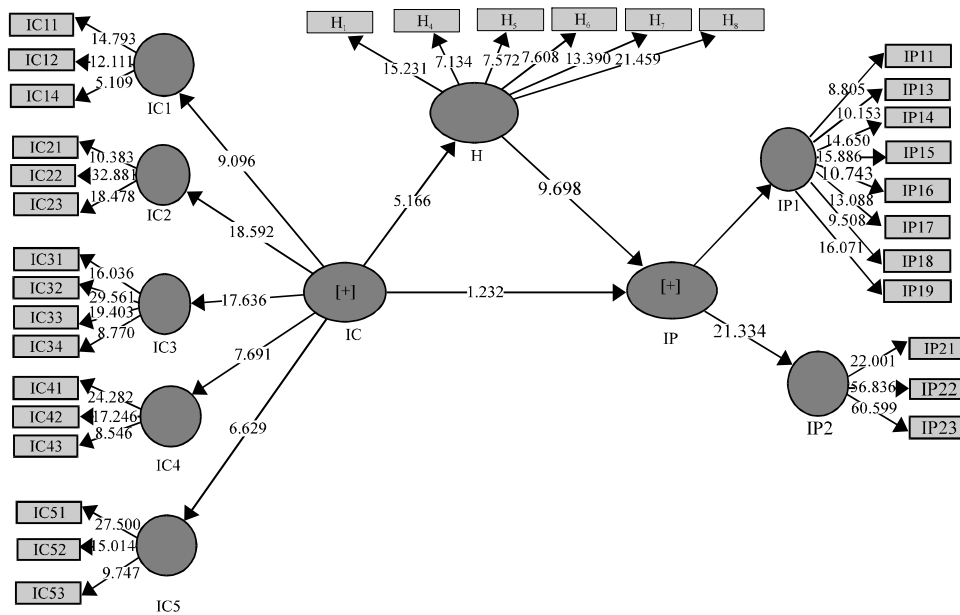 IC11
14.793
IC12
12.111
IC14
5.109
IC1
IC21
10.383
IC22
32.881
IC23
18.478
IC2
IC31
16.036
IC32
29.561
IC33
19.403
IC34
8.770
IC3
IC41
24.282
IC42
17.246
IC43
8.546
IC4
IC51
27.500
IC52
15.014
IC53
9.747
IC5
9.096
18.592
17.636
7.691
6.629
[+]
IC
5.166
1.232
H₁
H₄
H₅
H₆
H₇
H₈
15.231
7.134
7.572
7.608
13.390
21.459
H
9.698
[+]
IP
21.334
IP1
8.805
IP11
10.153
IP13
14.650
IP14
15.886
IP15
10.743
IP16
13.088
IP17
9.508
IP18
16.071
IP19
IP2
22.001
IP21
56.836
IP22
60.599
IP23